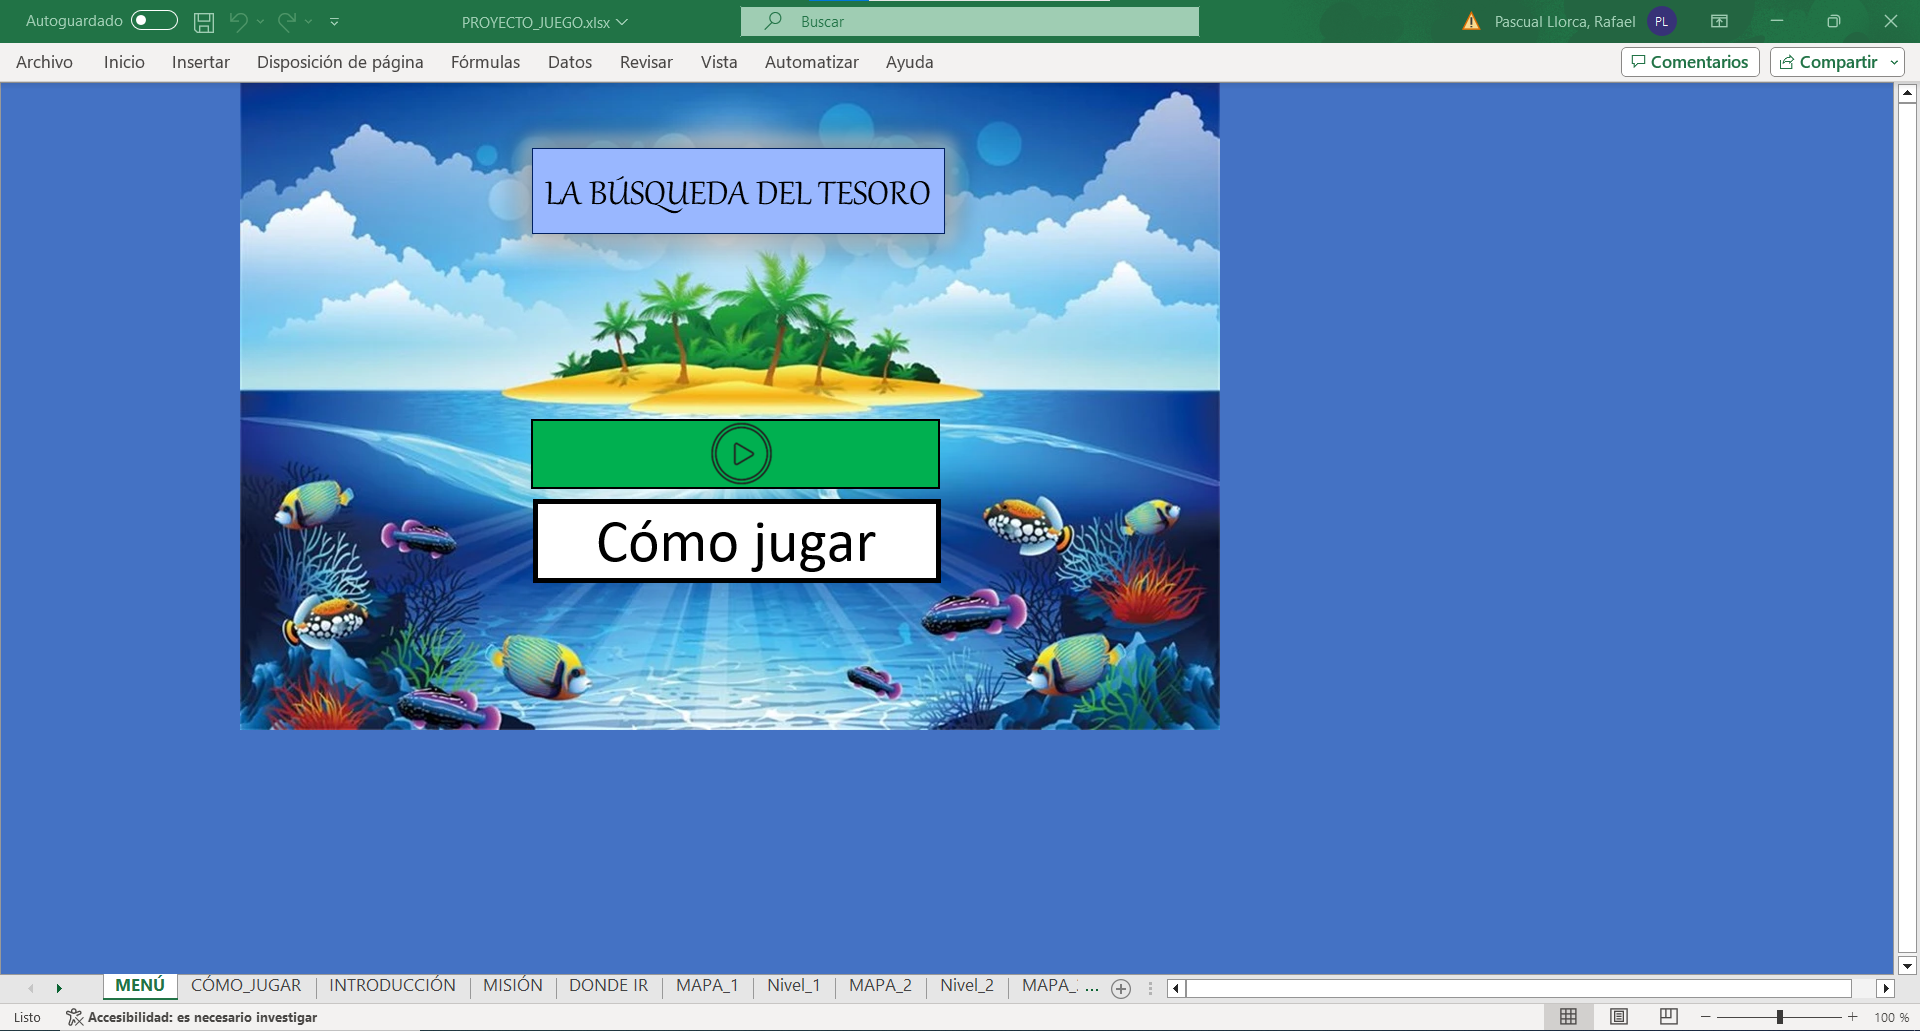 Autoguardado
PROYECTO_JUEGO.xlsx
Buscar
Pascual Llorca, Rafael
PL
Archivo Inicio Insertar Disposición de página Fórmulas Datos Revisar Vista Automatizar Ayuda
Comentarios
Compartir
LA BÚSQUEDA DEL TESORO
Cómo jugar
MENÚ CÓMO_JUGAR INTRODUCCIÓN MISIÓN DONDE IR MAPA_1 Nivel_1 MAPA_2 Nivel_2 MAPA_ ...
Listo
Accesibilidad: es necesario investigar
100 %